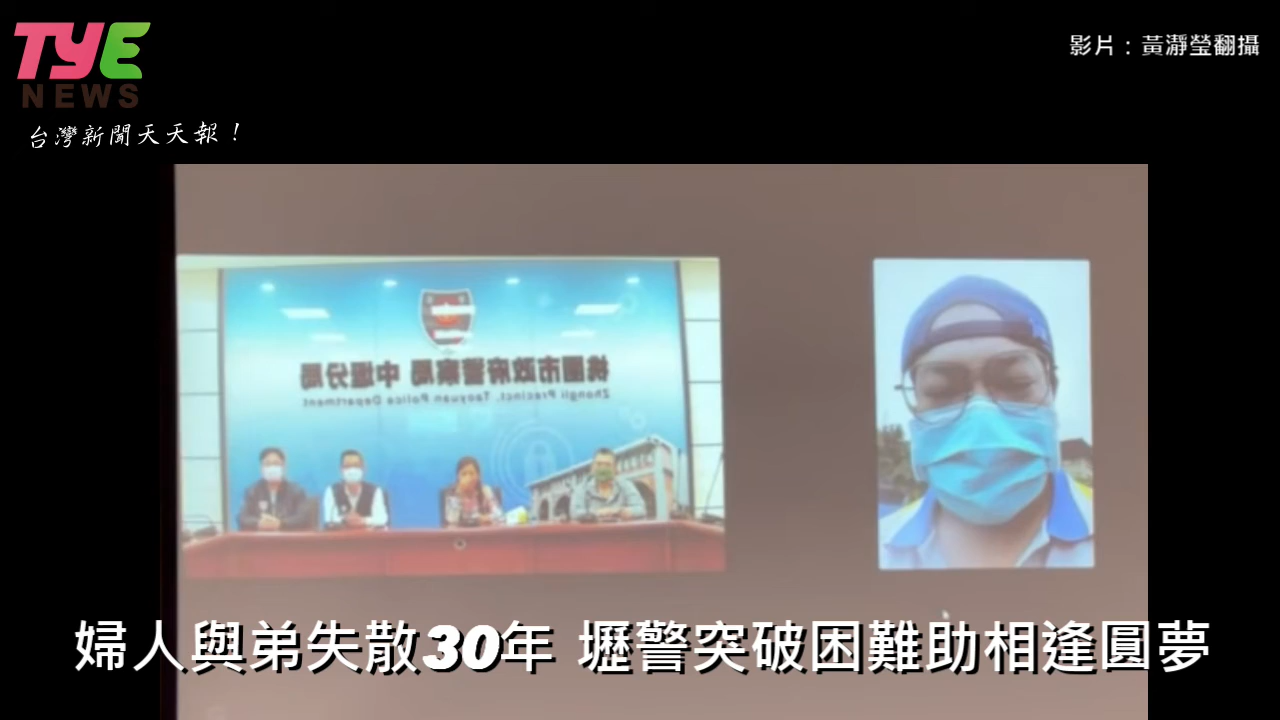 TYE
NEWS
台灣新聞天天報！
影片：黃瀞瑩翻攝
桃園市政府警察局 中壢分局
Zhongli Precinct, Taoyuan Police Department
婦人與弟失散30年 壢警突破困難助相逢圓夢